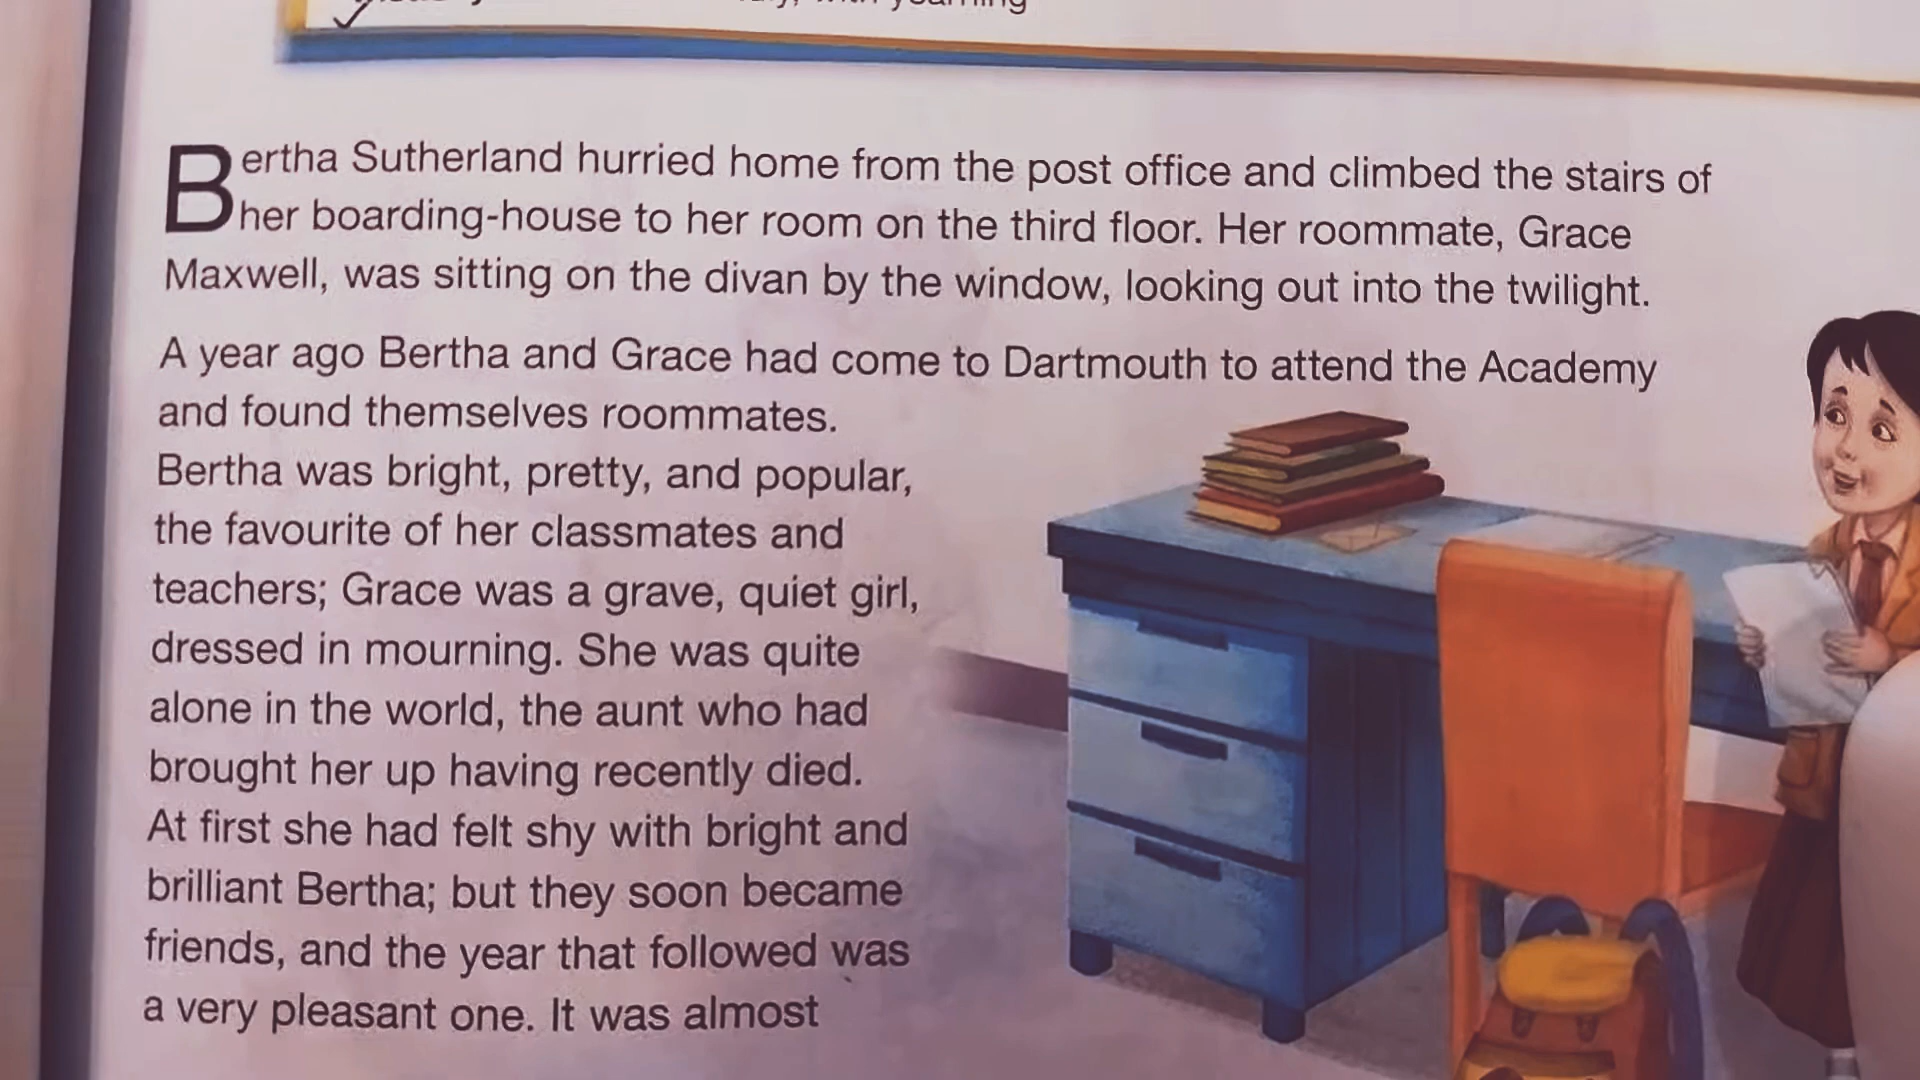 with yearning
Bertha Sutherland hurried home from the post office and climbed the stairs of
her boarding-house to her room on the third floor. Her roommate, Grace
Maxwell, was sitting on the divan by the window, looking out into the twilight.
A year ago Bertha and Grace had come to Dartmouth to attend the Academy
and found themselves roommates.
Bertha was bright, pretty, and popular,
the favourite of her classmates and
teachers; Grace was a grave, quiet girl,
dressed in mourning. She was quite
alone in the world, the aunt who had
brought her up having recently died.
At first she had felt shy with bright and
brilliant Bertha; but they soon became
friends, and the year that followed was
a very pleasant one. It was almost